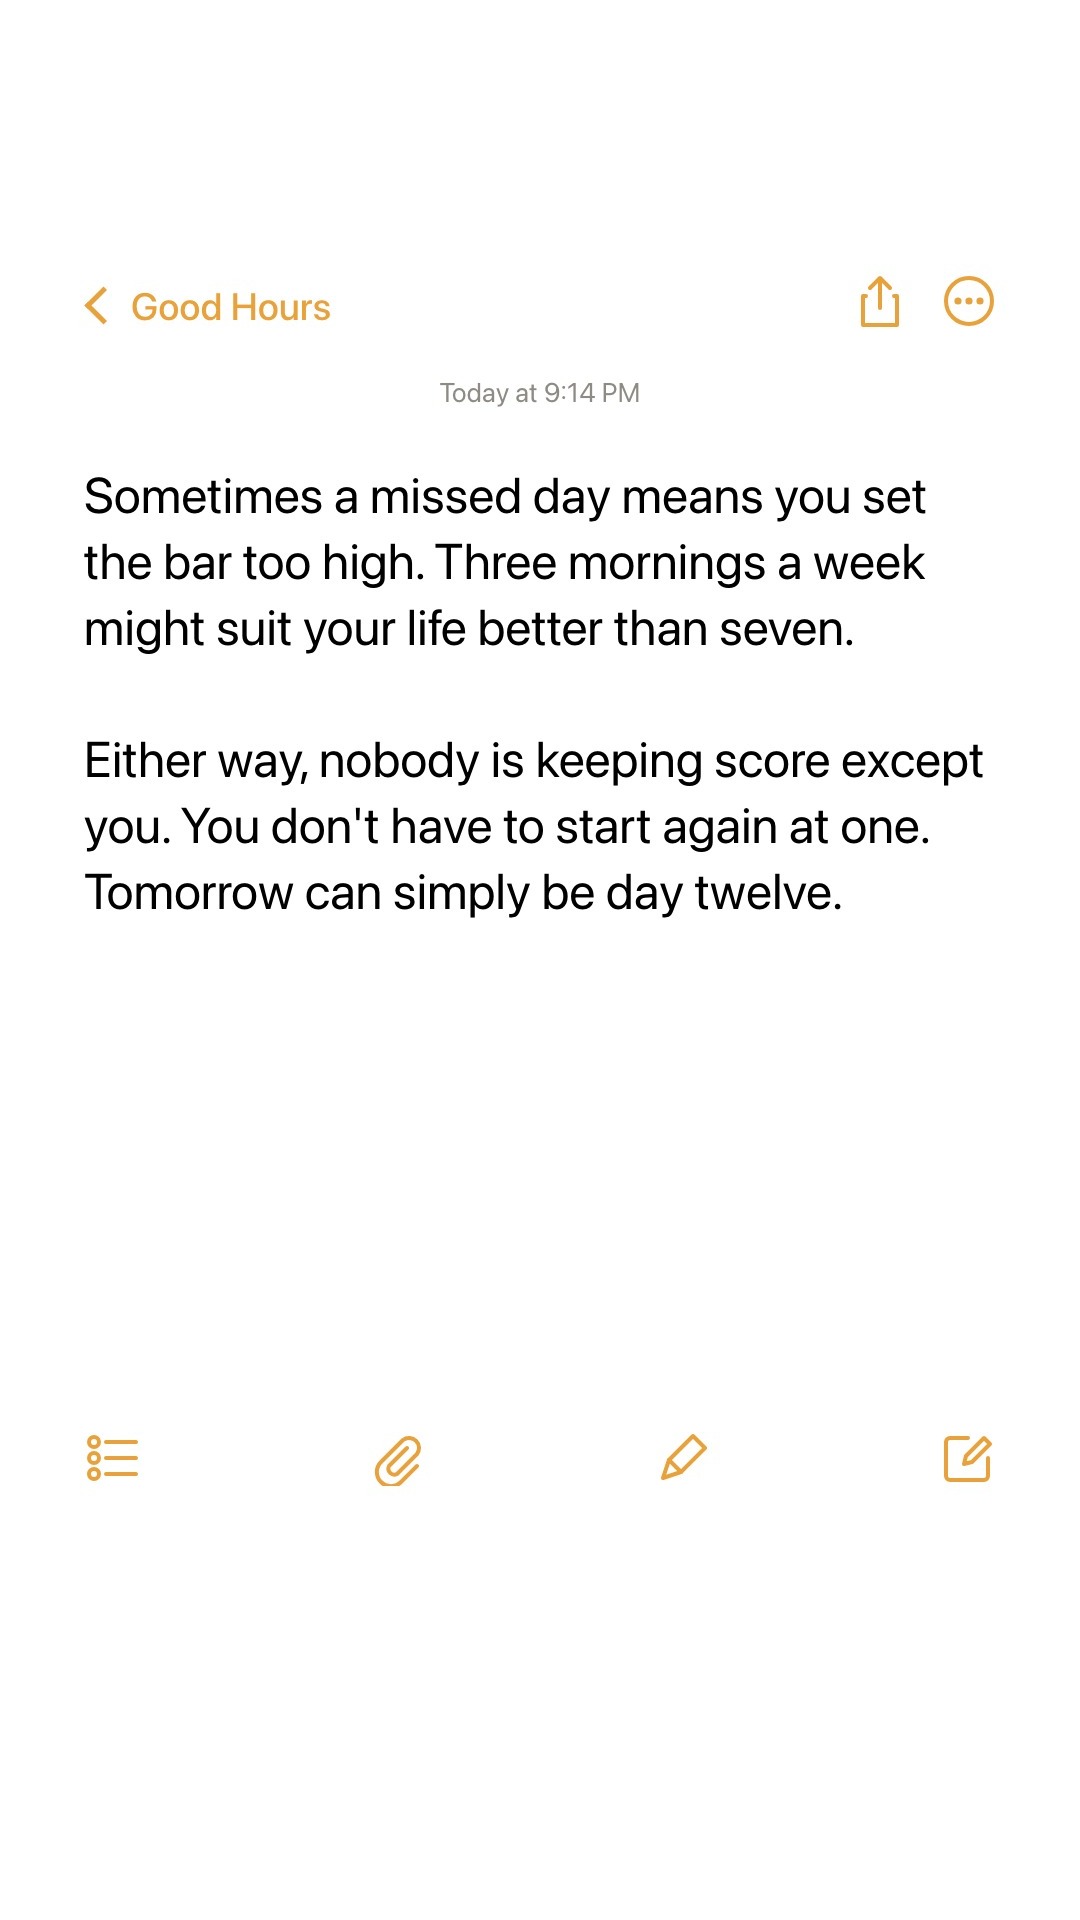 Good Hours
Today at 9:14 PM
Sometimes a missed day means you set
the bar too high. Three mornings a week
might suit your life better than seven.
Either way, nobody is keeping score except
you. You don't have to start again at one.
Tomorrow can simply be day twelve.